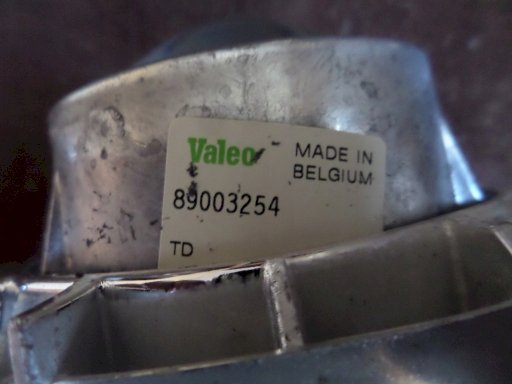 Valeo
MADE IN
BELGIUM
89003254
TD